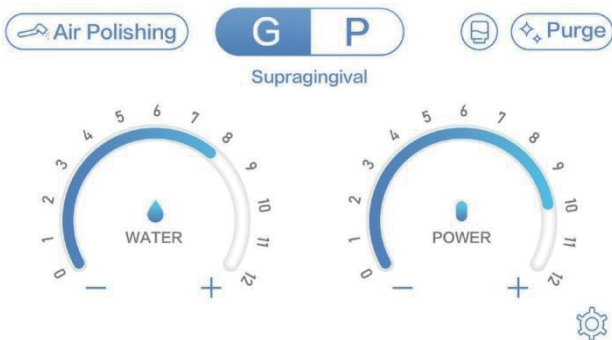 Air Polishing
G P
Purge
Supragingival
0 1 2 3 4 5 6 7 8 9 10 11 12
WATER
− +
0 1 2 3 4 5 6 7 8 9 10 11 12
POWER
− +